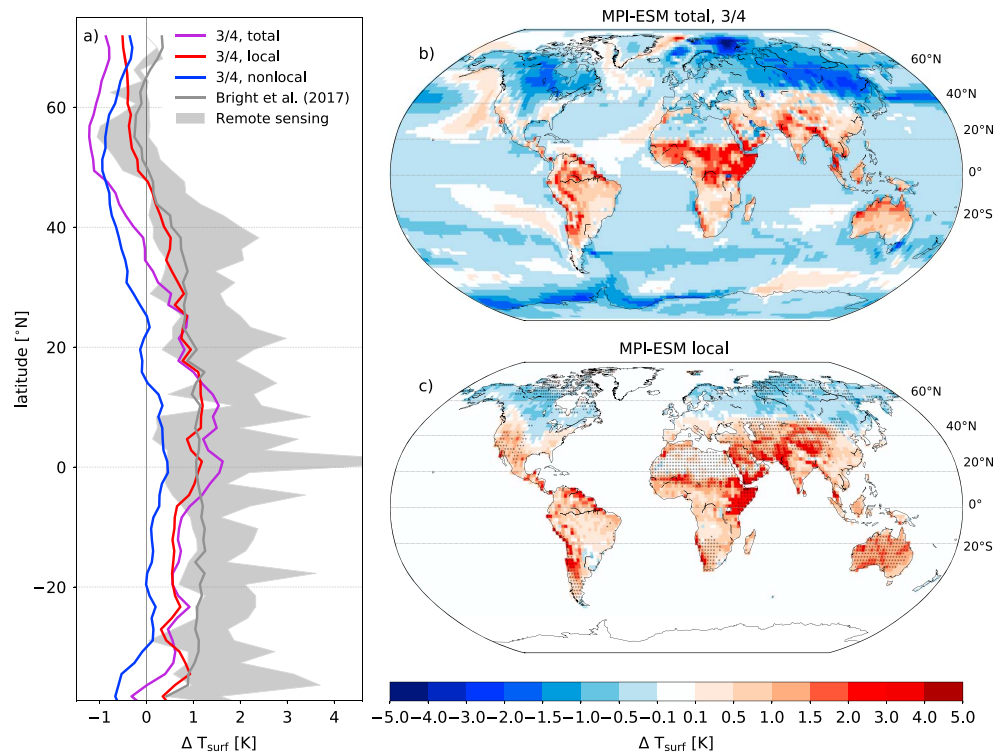 a)
3/4, total
3/4, local
3/4, nonlocal
Bright et al. (2017)
Remote sensing
60
40
20
0
−20
latitude [°N]
−1 0 1 2 3 4
Δ T_surf [K]
MPI-ESM total, 3/4
b)
60°N
40°N
20°N
0°
20°S
MPI-ESM local
c)
60°N
40°N
20°N
0°
20°S
−5.0 −4.0 −3.0 −2.0 −1.5 −1.0 −0.5 −0.1 0.1 0.5 1.0 1.5 2.0 3.0 4.0 5.0
Δ T_surf [K]